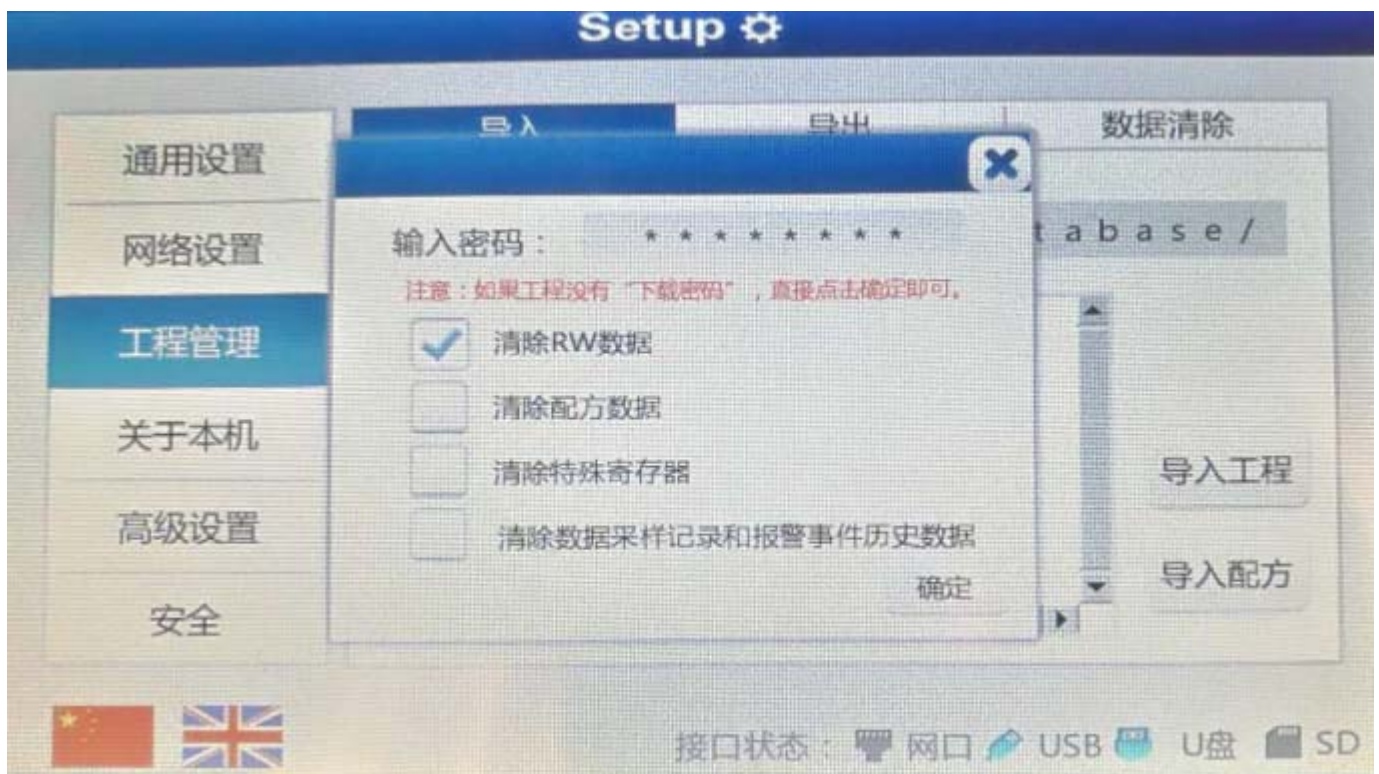 Setup
导入 导出 数据清除
通用设置
网络设置
工程管理
关于本机
高级设置
安全
输入密码： ********
tabase/
注意：如果工程没有“下载密码”，直接点击确定即可。
清除RW数据
清除配方数据
清除特殊寄存器
清除数据采样记录和报警事件历史数据
确定
导入工程
导入配方
接口状态： 网口 USB U盘 SD